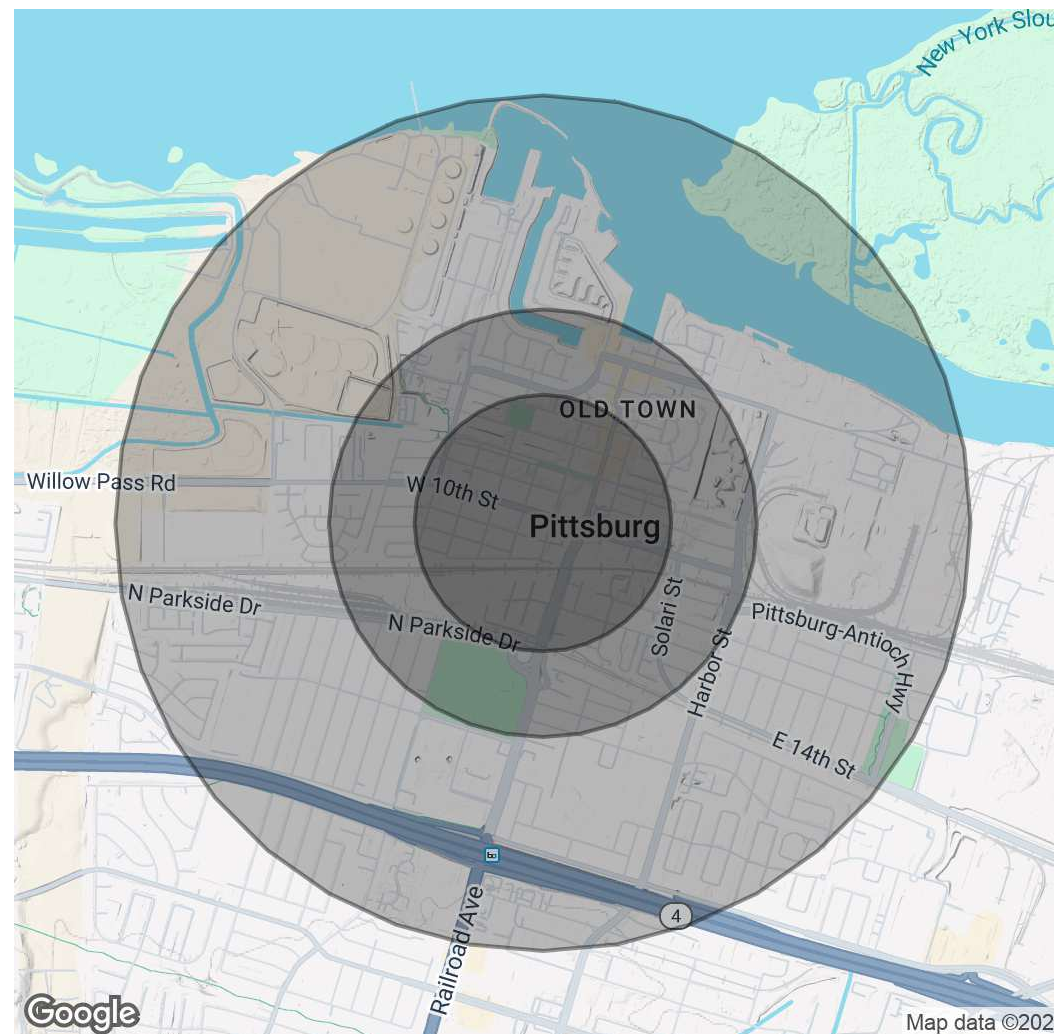 New York Slou
OLD TOWN
Willow Pass Rd
W 10th St
Pittsburg
N Parkside Dr
N Parkside Dr
Solari St
Harbor St
Pittsburg-Antioch Hwy
E 14th St
4
Railroad Ave
Google
Map data ©202